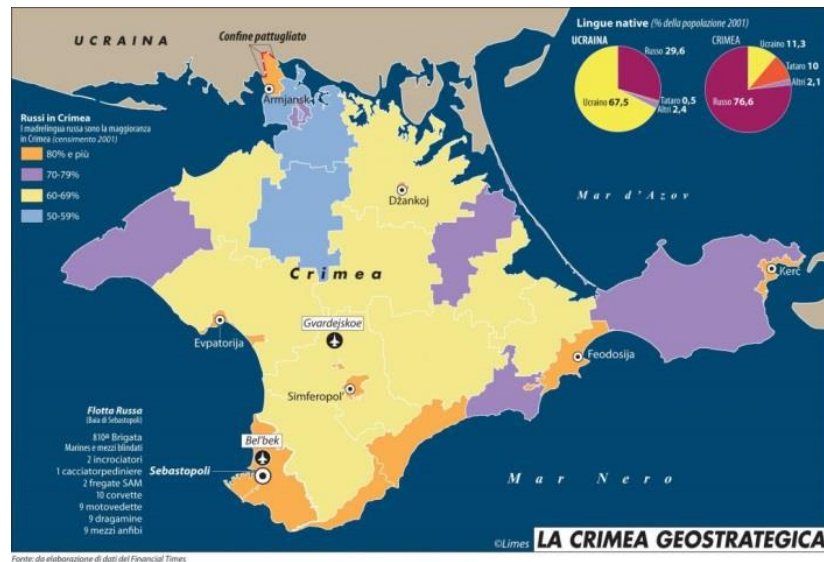 UCRAINA
Confine pattugliato
Armjansk
Lingue native (% della popolazione 2001)
UCRAINA
Russo 29,6
Ucraino 67,5
Tataro 0,5
Altri 2,4
CRIMEA
Ucraino 11,3
Tataro 10
Altri 2,1
Russo 76,6
Russi in Crimea
I madrelingua russa sono la maggioranza
in Crimea (censimento 2001)
80% e più
70-79%
60-69%
50-59%
Mar d'Azov
Džankoj
Crimea
Kerč
Gvardejskoe
Evpatorija
Feodosija
Simferopol'
Flotta Russa
(Baia di Sebastopoli)
810ª Brigata
Marines e mezzi blindati
2 incrociatori
1 cacciatorpediniere
2 fregate SAM
10 corvette
9 motovedette
9 dragamine
9 mezzi anfibi
Bel'bek
Sebastopoli
Mar Nero
©Limes
LA CRIMEA GEOSTRATEGICA
Fonte: da elaborazione di dati del Financial Times